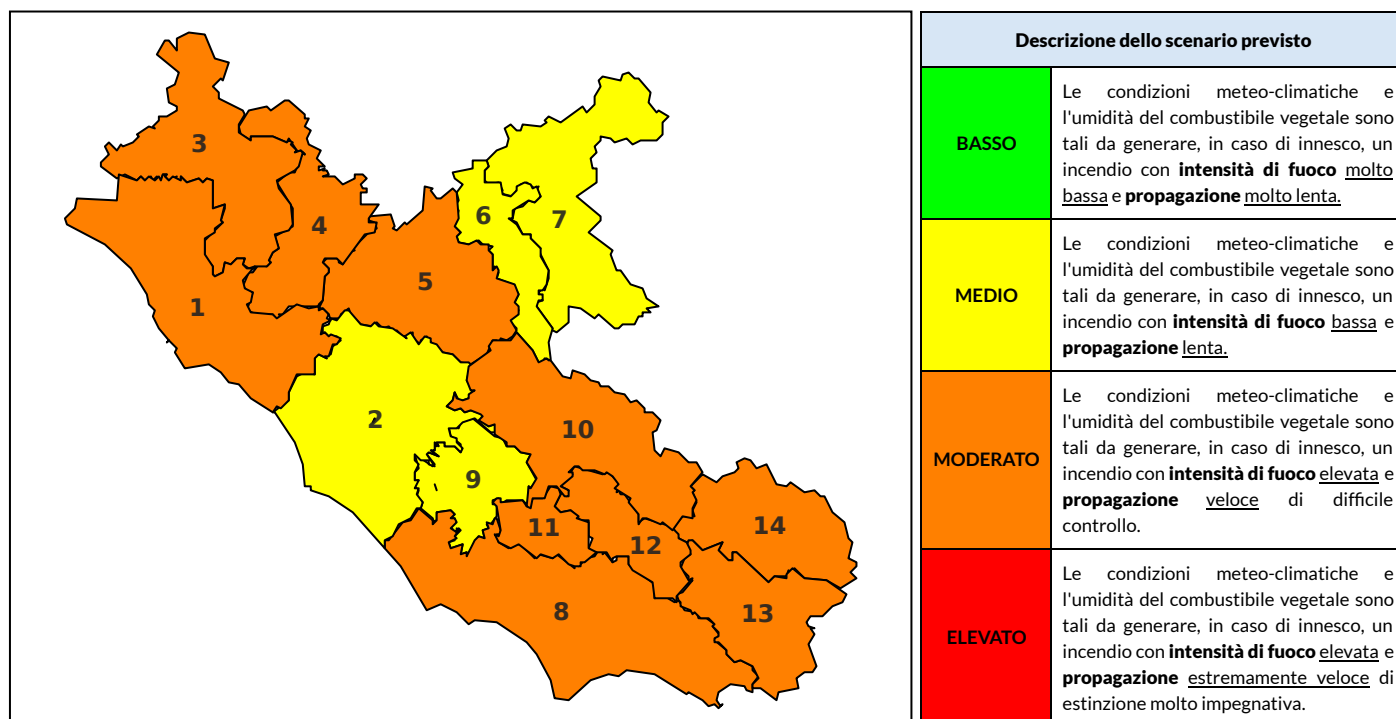 3
4
6
7
5
1
2
10
9
11
14
12
8
13
Descrizione dello scenario previsto
BASSO
Le condizioni meteo-climatiche e
l'umidità del combustibile vegetale sono
tali da generare, in caso di innesco, un
incendio con intensità di fuoco molto
bassa e propagazione molto lenta.
MEDIO
Le condizioni meteo-climatiche e
l'umidità del combustibile vegetale sono
tali da generare, in caso di innesco, un
incendio con intensità di fuoco bassa e
propagazione lenta.
MODERATO
Le condizioni meteo-climatiche e
l'umidità del combustibile vegetale sono
tali da generare, in caso di innesco, un
incendio con intensità di fuoco elevata e
propagazione veloce di difficile
controllo.
ELEVATO
Le condizioni meteo-climatiche e
l'umidità del combustibile vegetale sono
tali da generare, in caso di innesco, un
incendio con intensità di fuoco elevata e
propagazione estremamente veloce di
estinzione molto impegnativa.